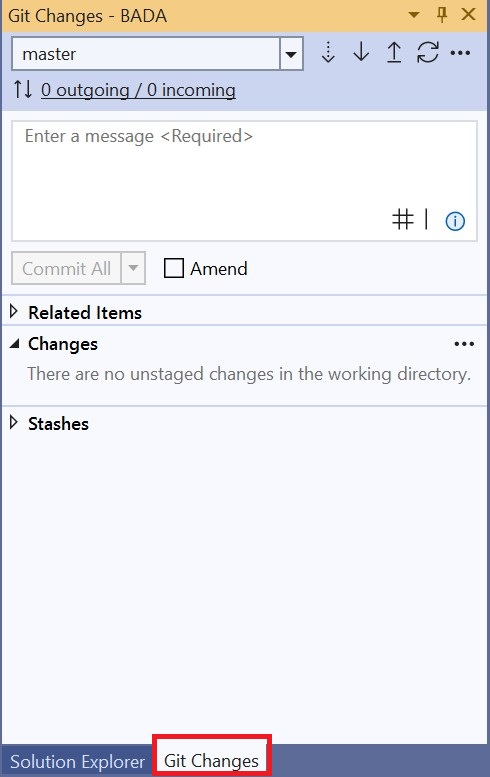 Git Changes - BADA
master
0 outgoing / 0 incoming
Enter a message <Required>
Commit All
Amend
Related Items
Changes
There are no unstaged changes in the working directory.
Stashes
Solution Explorer
Git Changes